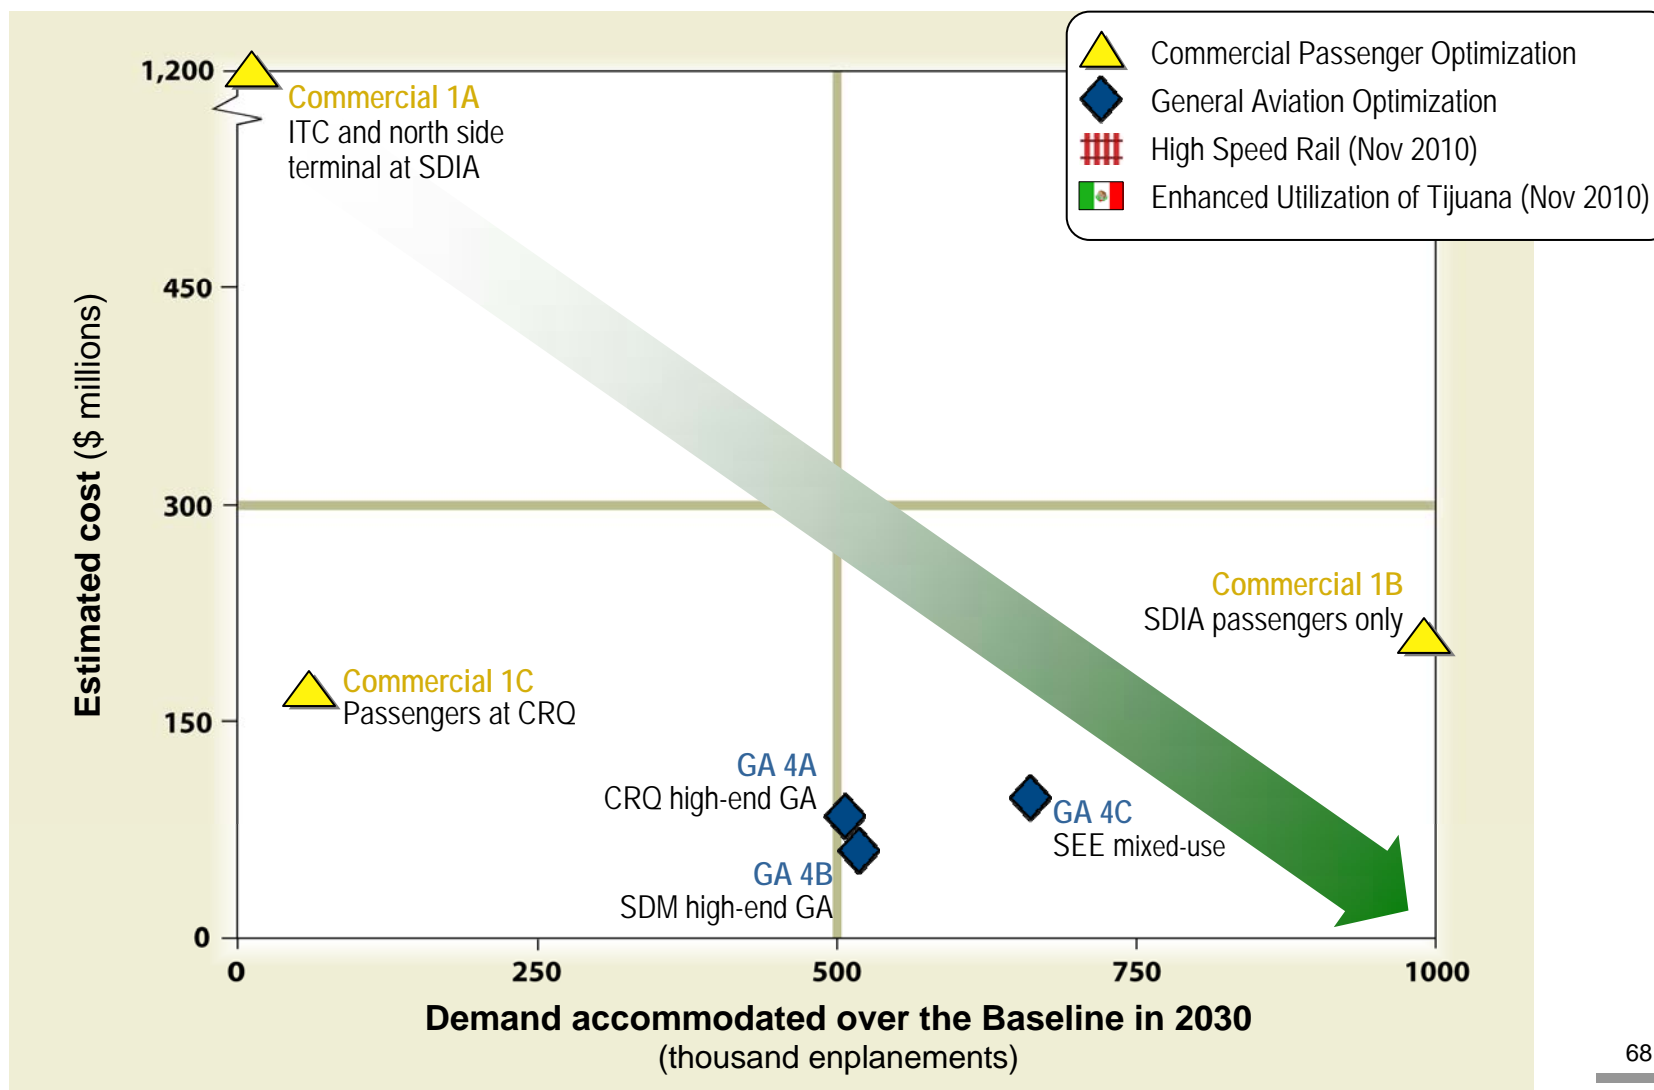 Commercial Passenger Optimization
General Aviation Optimization
High Speed Rail (Nov 2010)
Enhanced Utilization of Tijuana (Nov 2010)
1,200
450
300
150
0
Estimated cost ($ millions)
Commercial 1A
ITC and north side
terminal at SDIA
Commercial 1B
SDIA passengers only
Commercial 1C
Passengers at CRQ
GA 4A
CRQ high-end GA
GA 4C
SEE mixed-use
GA 4B
SDM high-end GA
0
250
500
750
1000
Demand accommodated over the Baseline in 2030
(thousand enplanements)
68